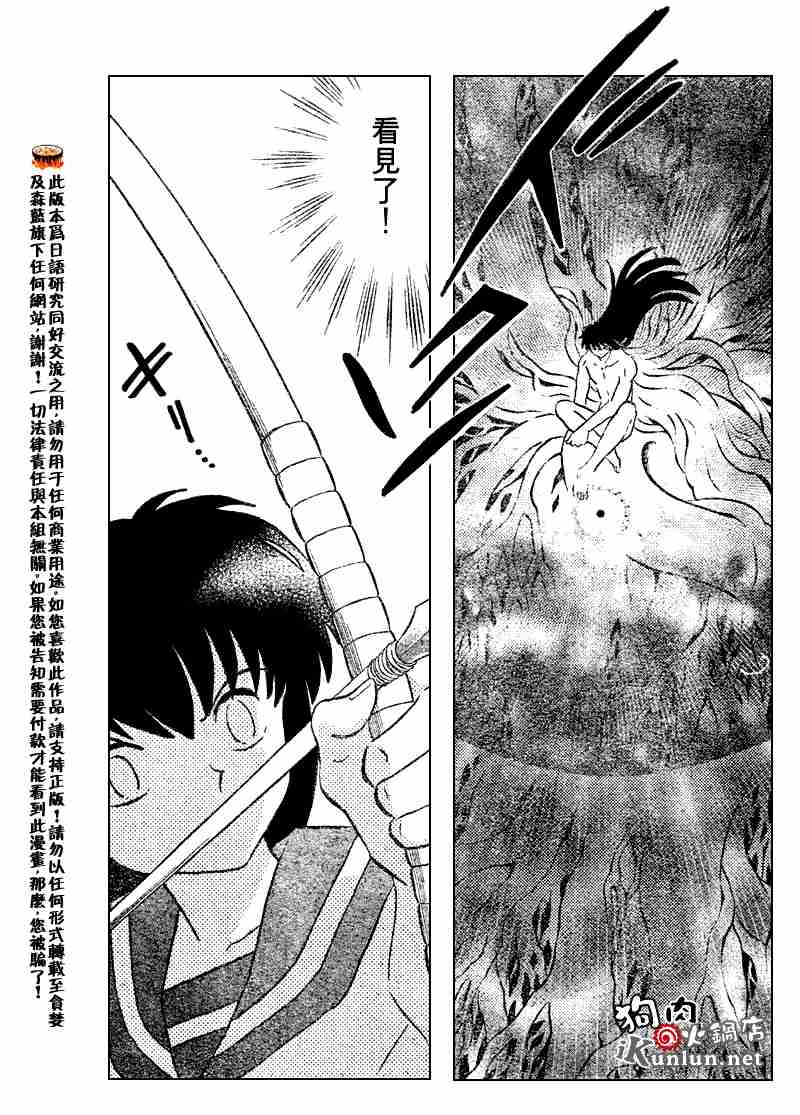 看見了!
此版本爲日語研究同好交流之用,請勿用于任何商業用途。如您喜歡此作品,請支持正版!請勿以任何形式轉載至貪婪
及森藍旗下任何網站,謝謝!一切法律責任與本組無關。如果您被告知需要付款才能看到此漫畫,那麼,您被騙了!
狗肉
火鍋店
Kunlun.net